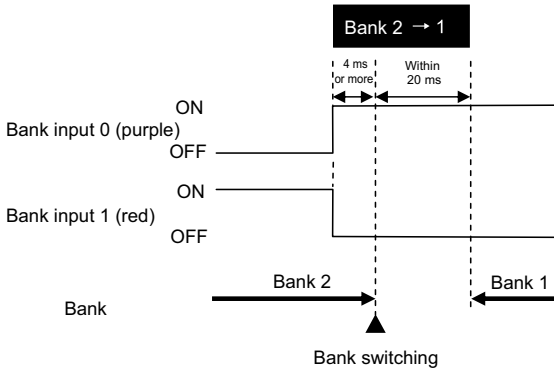 Bank 2 → 1
4 ms
or more
Within
20 ms
ON
Bank input 0 (purple)
OFF
ON
Bank input 1 (red)
OFF
Bank 2
Bank 1
Bank
Bank switching